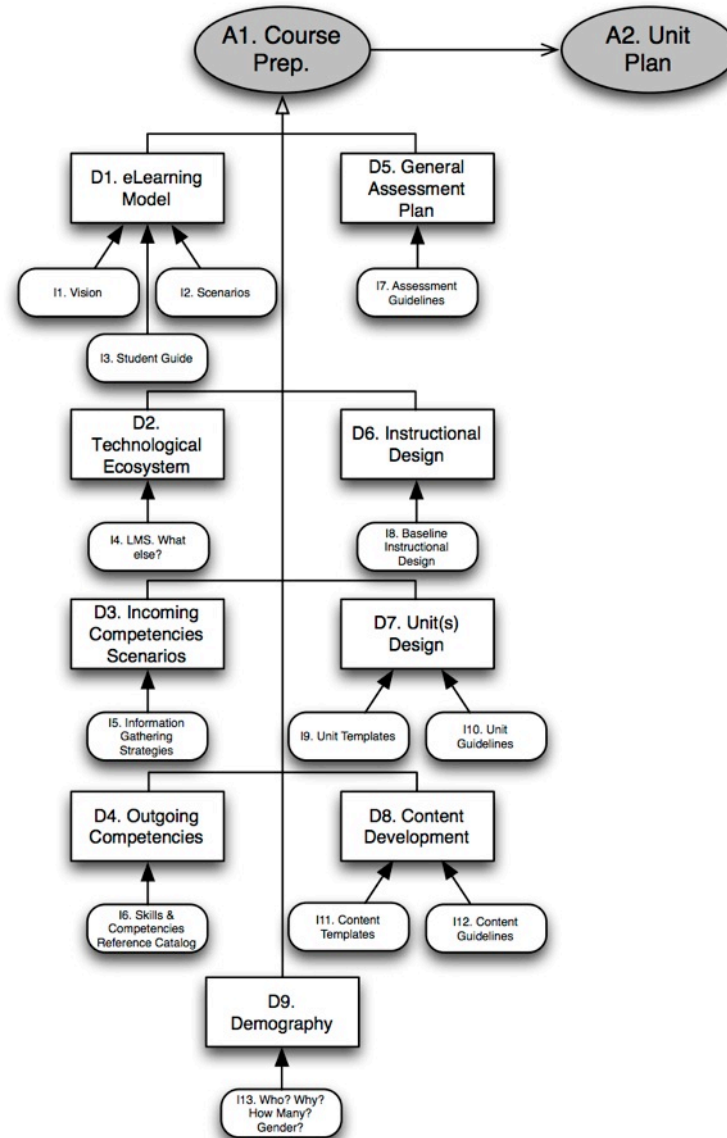 A1. Course
Prep.
A2. Unit
Plan
D1. eLearning
Model
D5. General
Assessment
Plan
I1. Vision
I2. Scenarios
I7. Assessment
Guidelines
I3. Student Guide
D2.
Technological
Ecosystem
D6. Instructional
Design
I4. LMS. What
else?
I8. Baseline
Instructional
Design
D3. Incoming
Competencies
Scenarios
D7. Unit(s)
Design
I5. Information
Gathering
Strategies
I9. Unit Templates
I10. Unit
Guidelines
D4. Outgoing
Competencies
D8. Content
Development
I6. Skills &
Competencies
Reference Catalog
I11. Content
Templates
I12. Content
Guidelines
D9.
Demography
I13. Who? Why?
How Many?
Gender?